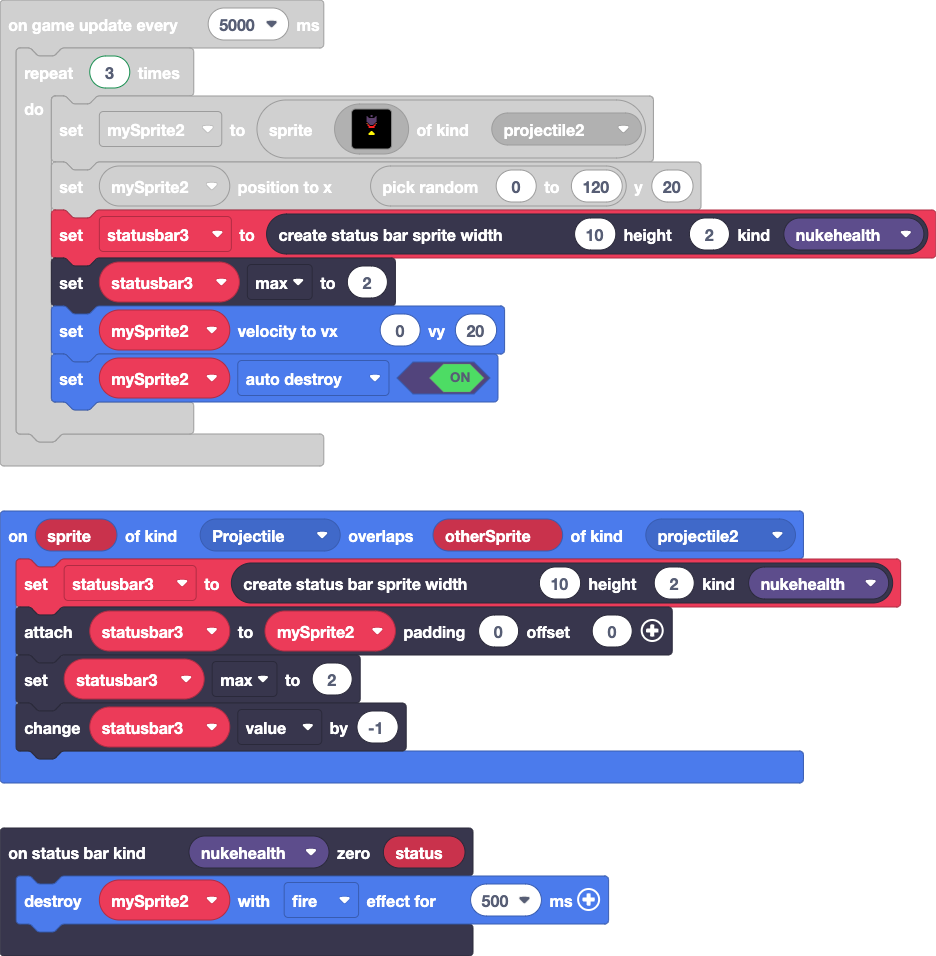 on game update every 5000 ms
repeat 3 times
do
set mySprite2 to sprite of kind projectile2
set mySprite2 position to x pick random 0 to 120 y 20
set statusbar3 to create status bar sprite width 10 height 2 kind nukehealth
set statusbar3 max to 2
set mySprite2 velocity to vx 0 vy 20
set mySprite2 auto destroy ON
on sprite of kind Projectile overlaps otherSprite of kind projectile2
set statusbar3 to create status bar sprite width 10 height 2 kind nukehealth
attach statusbar3 to mySprite2 padding 0 offset 0
set statusbar3 max to 2
change statusbar3 value by -1
on status bar kind nukehealth zero status
destroy mySprite2 with fire effect for 500 ms